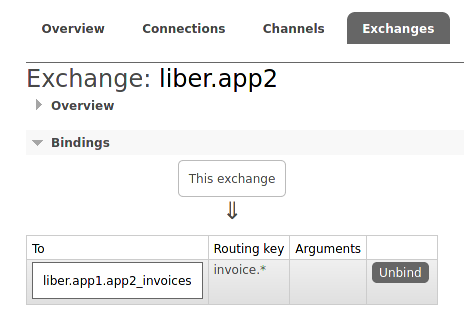 Overview Connections Channels Exchanges
Exchange: liber.app2
Overview
Bindings
This exchange
⇓
To Routing key Arguments
liber.app1.app2_invoices invoice.* Unbind